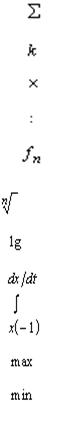 Σ
k
×
:
fₙ
ⁿ√
lg
dx/dt
∫
x(−1)
max
min